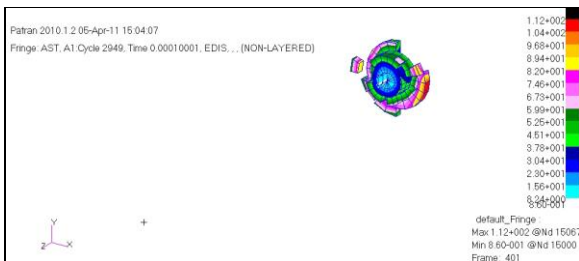 Patran 2010.1.2 05-Apr-11 15:04:07
Fringe: AST, A1:Cycle 2949, Time 0.00010001, EDIS, , , (NON-LAYERED)
1.12+002
1.04+002
9.68+001
8.94+001
8.20+001
7.46+001
6.73+001
5.99+001
5.25+001
4.51+001
3.78+001
3.04+001
2.30+001
1.56+001
8.24+000
8.60-001
Y
Z
X
default_Fringe :
Max 1.12+002 @Nd 15067
Min 8.60-001 @Nd 15000
Frame: 401